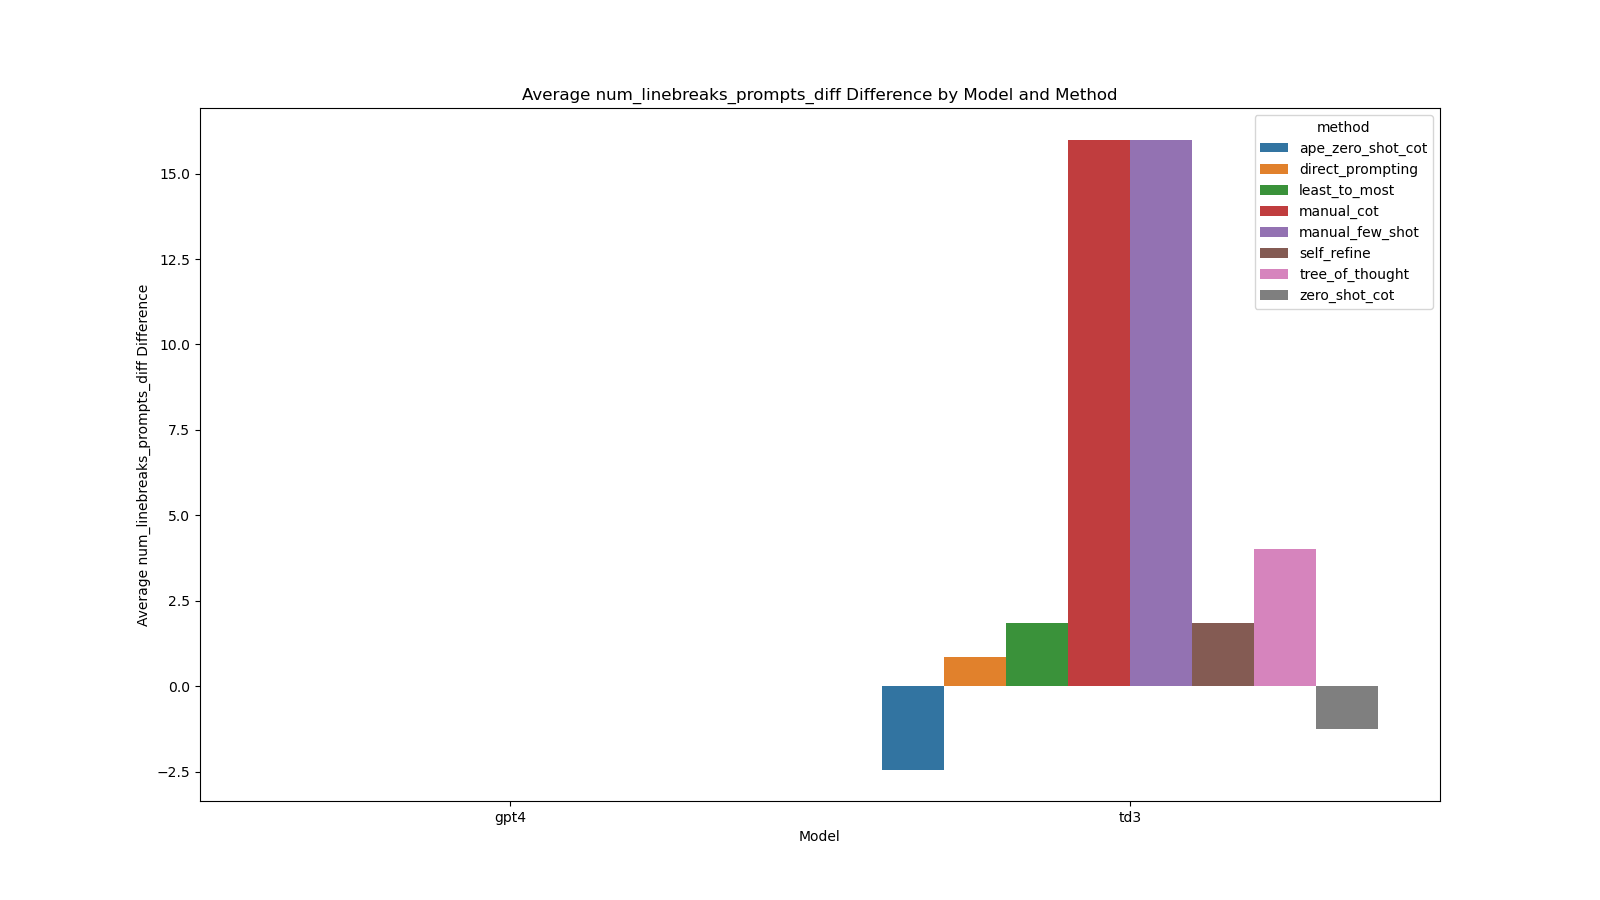 Average num_linebreaks_prompts_diff Difference by Model and Method
method
ape_zero_shot_cot
direct_prompting
least_to_most
manual_cot
manual_few_shot
self_refine
tree_of_thought
zero_shot_cot
Average num_linebreaks_prompts_diff Difference
15.0
12.5
10.0
7.5
5.0
2.5
0.0
−2.5
gpt4
td3
Model